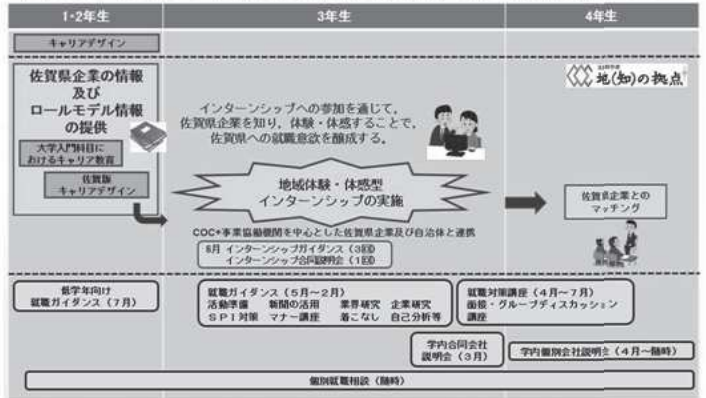 1・2年生
3年生
4年生
キャリアデザイン
佐賀県企業の情報
及び
ロールモデル情報
の提供
大学入門科目に
おけるキャリア教育
佐賀版
キャリアデザイン
インターンシップへの参加を通じて,
佐賀県企業を知り, 体験・体感することで,
佐賀県への就職意欲を醸成する。
地域体験・体感型
インターンシップの実施
COC+事業協働機関を中心とした佐賀県企業及び自治体と連携
6月 インターンシップガイダンス(3回)
インターンシップ合同説明会(1回)
地(知)の拠点
佐賀県企業との
マッチング
低学年向け
就職ガイダンス(7月)
就職ガイダンス(5月~2月)
活動準備 新聞の活用 業界研究 企業研究
SPI対策 マナー講座 着こなし 自己分析等
就職対策講座(4月~7月)
面接・グループディスカッション
講座
学内合同会社
説明会(3月)
学内個別会社説明会(4月~随時)
個別就職相談(随時)